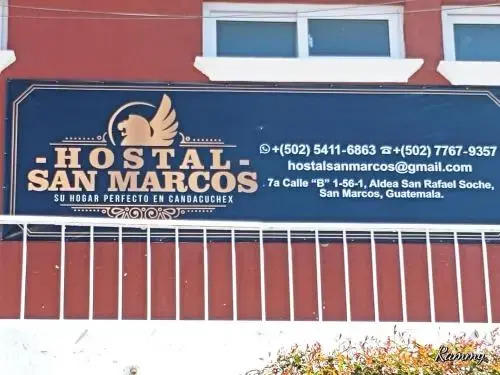 - HOSTAL -
SAN MARCOS
SU HOGAR PERFECTO EN CANDACUCHEX
+(502) 5411-6863 ☎+(502) 7767-9357
hostalsanmarcos@gmail.com
7a Calle “B” 1-56-1, Aldea San Rafael Soche,
San Marcos, Guatemala.
Rammy